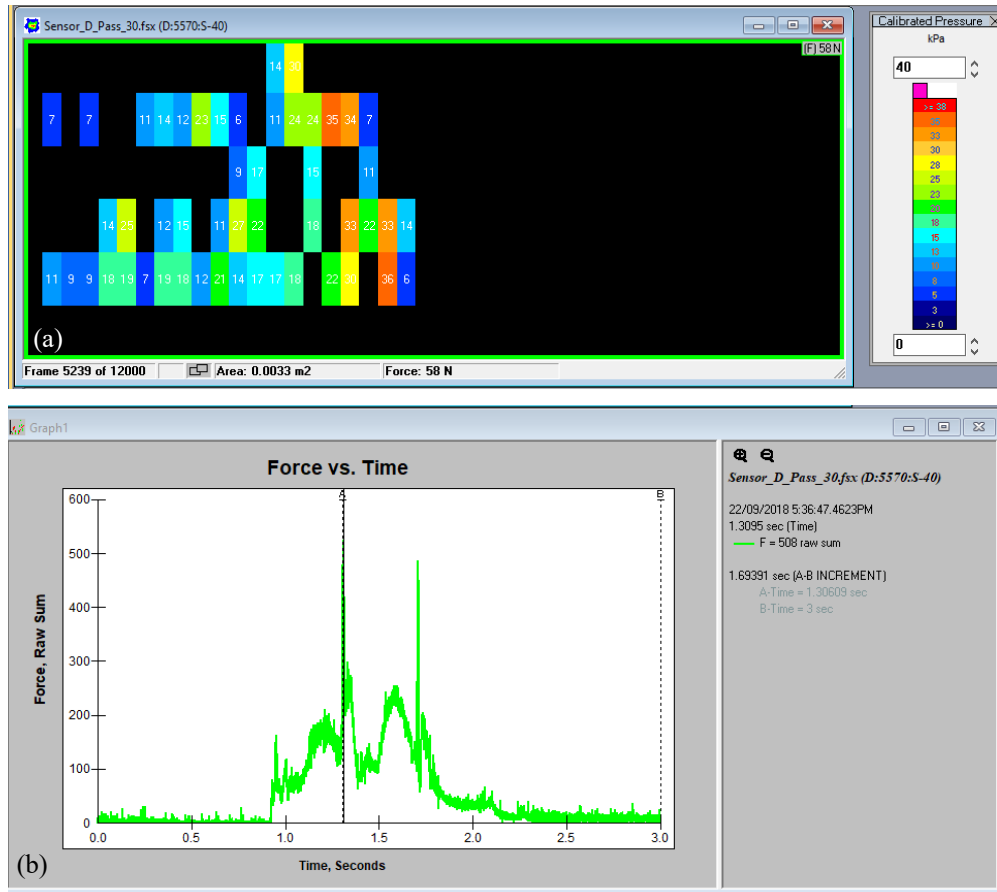 Sensor_D_Pass_30.fsx (D:5570:S-40)
(F) 58 N
14 30
7 7 11 14 12 23 15 6 11 24 24 35 34 7
9 17 15 11
14 25 12 15 11 27 22 18 33 22 33 14
11 9 9 18 19 7 19 18 12 21 14 17 17 18 22 30 36 6
(a)
Frame 5239 of 12000 Area: 0.0033 m2 Force: 58 N
Calibrated Pressure
kPa
40
>= 38
35
33
30
28
25
23
20
18
15
13
10
8
5
3
>= 0
0
Graph1
Force vs. Time
A B
600
500
400
300
200
100
0
Force, Raw Sum
0.0 0.5 1.0 1.5 2.0 2.5 3.0
Time, Seconds
(b)
Sensor_D_Pass_30.fsx (D:5570:S-40)
22/09/2018 5:36:47.4623PM
1.3095 sec (Time)
F = 508 raw sum
1.69391 sec (A-B INCREMENT)
A-Time = 1.30609 sec
B-Time = 3 sec